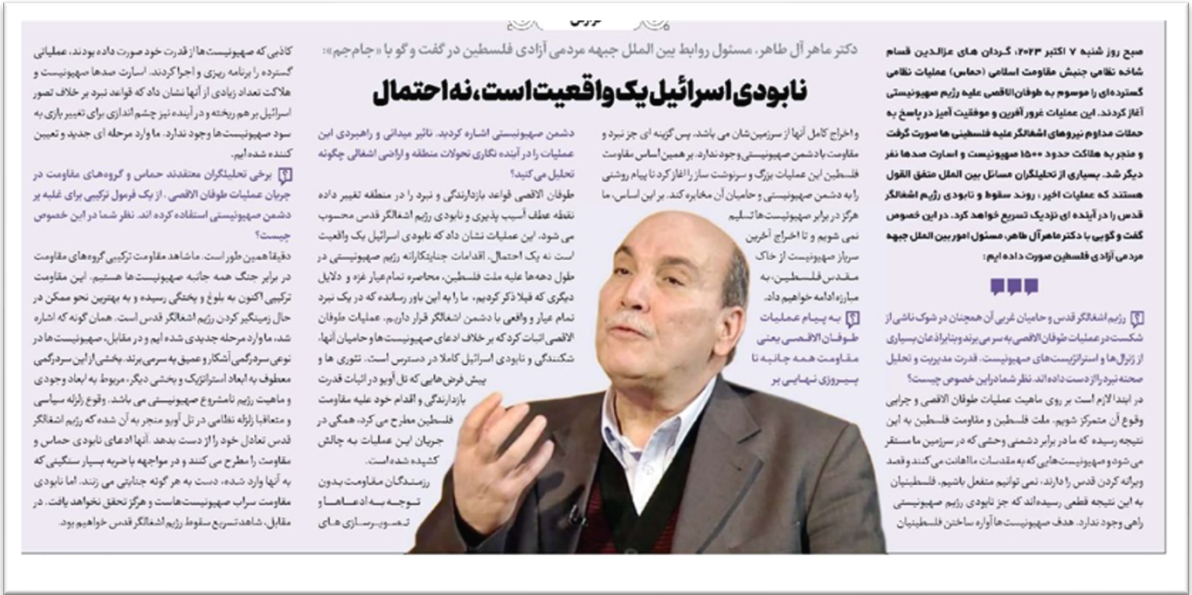 دکتر ماهر آل طاهر، مسئول روابط بین الملل جبهه مردمی آزادی فلسطین در گفت و گو با «جام‌جم»:
نابودی اسرائیل یک واقعیت است، نه احتمال
صبح روز شنبه ۷ اکتبر ۲۰۲۳، گردان های عزالدین قسام
شاخه نظامی جنبش مقاومت اسلامی (حماس) عملیات نظامی
گسترده‌ای را موسوم به طوفان‌الاقصی علیه رژیم صهیونیستی
آغاز کردند. این عملیات غرور آفرین و موفقیت آمیز در پاسخ به
حملات مداوم نیروهای اشغالگر علیه فلسطینی ها صورت گرفت
و منجر به هلاکت حدود ۱۵۰۰ صهیونیست و اسارت صدها نفر
دیگر شد. بسیاری از تحلیلگران مسائل بین الملل متفق القول
هستند که عملیات اخیر، روند سقوط و نابودی رژیم اشغالگر
قدس را در آینده ای نزدیک تسریع خواهد کرد. در این خصوص
گفت و گویی با دکتر ماهر آل طاهر، مسئول امور بین الملل جبهه
مردمی آزادی فلسطین صورت داده ایم:
رژیم اشغالگر قدس و حامیان غربی آن همچنان در شوک ناشی از
شکست در عملیات طوفان الاقصی به سر می‌برند و بنا بر اذعان بسیاری
از ژنرال‌ها و استراتژیست‌های صهیونیست، قدرت مدیریت و تحلیل
صحنه نبرد را از دست داده‌اند. نظر شما در این خصوص چیست؟
در ابتدا لازم است بر روی ماهیت عملیات طوفان الاقصی و چرایی
وقوع آن متمرکز شویم. ملت فلسطین و مقاومت فلسطین به این
نتیجه رسیده که ما در برابر دشمنی وحشی که در سرزمین ما مستقر
می‌شود و صهیونیست‌هایی که به مقدسات ما اهانت می کنند و قصد
ویرانه کردن قدس را دارند، نمی توانیم منفعل باشیم. فلسطینیان
به این نتیجه قطعی رسیده‌اند که جز نابودی رژیم صهیونیستی
راهی وجود ندارد. هدف صهیونیست‌ها آواره ساختن فلسطینیان
و اخراج کامل آنها از سرزمین‌شان می باشد. پس گزینه ای جز نبرد و
مقاومت با دشمن صهیونیستی وجود ندارد. بر همین اساس مقاومت
فلسطین این عملیات بزرگ و سرنوشت ساز را آغاز کرد تا پیام روشنی
را به دشمن صهیونیستی و حامیان آن مخابره کند. بر این اساس، ما
هرگز در برابر صهیونیست‌ها تسلیم
نمی شویم و تا اخراج آخرین
سرباز صهیونیست از خاک
مقدس فلسطین، به
مبارزه ادامه خواهیم داد.
به پیام عملیات
طوفان الاقصی یعنی
مقاومت همه جانبه تا
پیروزی نهایی بر
دشمن صهیونیستی اشاره کردید. تاثیر میدانی و راهبردی این
عملیات را در آینده نگاری تحولات منطقه و اراضی اشغالی چگونه
تحلیل می‌کنید؟
طوفان الاقصی قواعد بازدارندگی و نبرد را در منطقه تغییر داده
نقطه عطف آسیب پذیری و نابودی رژیم اشغالگر قدس محسوب
می شود. این عملیات نشان داد که نابودی اسرائیل یک واقعیت
است نه یک احتمال. اقدامات جنایتکارانه رژیم صهیونیستی در
طول دهه‌ها علیه ملت فلسطین، محاصره تمام‌عیار غزه و دلایل
دیگری که قبلا ذکر کردیم، ما را به این باور رسانده که در یک نبرد
تمام عیار و واقعی با دشمن اشغالگر قرار داریم. عملیات طوفان
الاقصی اثبات کرد که بر خلاف ادعای صهیونیست‌ها و حامیان آنها،
شکنندگی و نابودی اسرائیل کاملا در دسترس است. تئوری ها و
پیش فرض‌هایی که تل آویو در اثبات قدرت
بازدارندگی و اقدام خود علیه مقاومت
فلسطین مطرح می کرد، همگی در
جریان این عملیات به چالش
کشیده شده است.
رزمندگان مقاومت بدون
توجه به ادعاها و
تصویرسازی های
کاذبی که صهیونیست‌ها از قدرت خود صورت داده بودند، عملیاتی
گسترده را برنامه ریزی و اجرا کردند. اسارت صدها صهیونیست و
هلاکت تعداد زیادی از آنها نشان داد که قواعد نبرد بر خلاف تصور
اسرائیل بر هم ریخته و در آینده نیز چشم اندازی برای تغییر بازی به
سود صهیونیست‌ها وجود ندارد. ما وارد مرحله ای جدید و تعیین
کننده شده ایم.
برخی تحلیلگران معتقدند حماس و گروه‌های مقاومت در
جریان عملیات طوفان الاقصی، از یک فرمول ترکیبی برای غلبه بر
دشمن صهیونیستی استفاده کرده اند. نظر شما در این خصوص
چیست؟
دقیقا همین طور است. ما شاهد مقاومت ترکیبی گروه‌های مقاومت
در برابر جنگ همه جانبه صهیونیست‌ها هستیم. این مقاومت
ترکیبی اکنون به بلوغ و پختگی رسیده و به بهترین نحو ممکن در
حال زمینگیر کردن رژیم اشغالگر قدس است. همان گونه که اشاره
شد، ما وارد مرحله جدیدی شده ایم و در مقابل، صهیونیست‌ها در
نوعی سردرگمی آشکار و عمیق به سر می برند. بخشی از این سردرگمی
معطوف به ابعاد استراتژیک و بخشی دیگر، مربوط به ابعاد وجودی
و ماهیت رژیم نامشروع صهیونیستی می باشد. وقوع زلزله سیاسی
و متعاقبا زلزله نظامی در تل آویو منجر به آن شده که رژیم اشغالگر
قدس تعادل خود را از دست بدهد. آنها ادعای نابودی حماس و
مقاومت را مطرح می کنند و در مواجهه با ضربه بسیار سنگینی که
به آنها وارد شده، دست به هر گونه جنایتی می زنند. اما نابودی
مقاومت سراب صهیونیست‌هاست و هرگز تحقق نخواهد یافت. در
مقابل، شاهد تسریع سقوط رژیم اشغالگر قدس خواهیم بود.